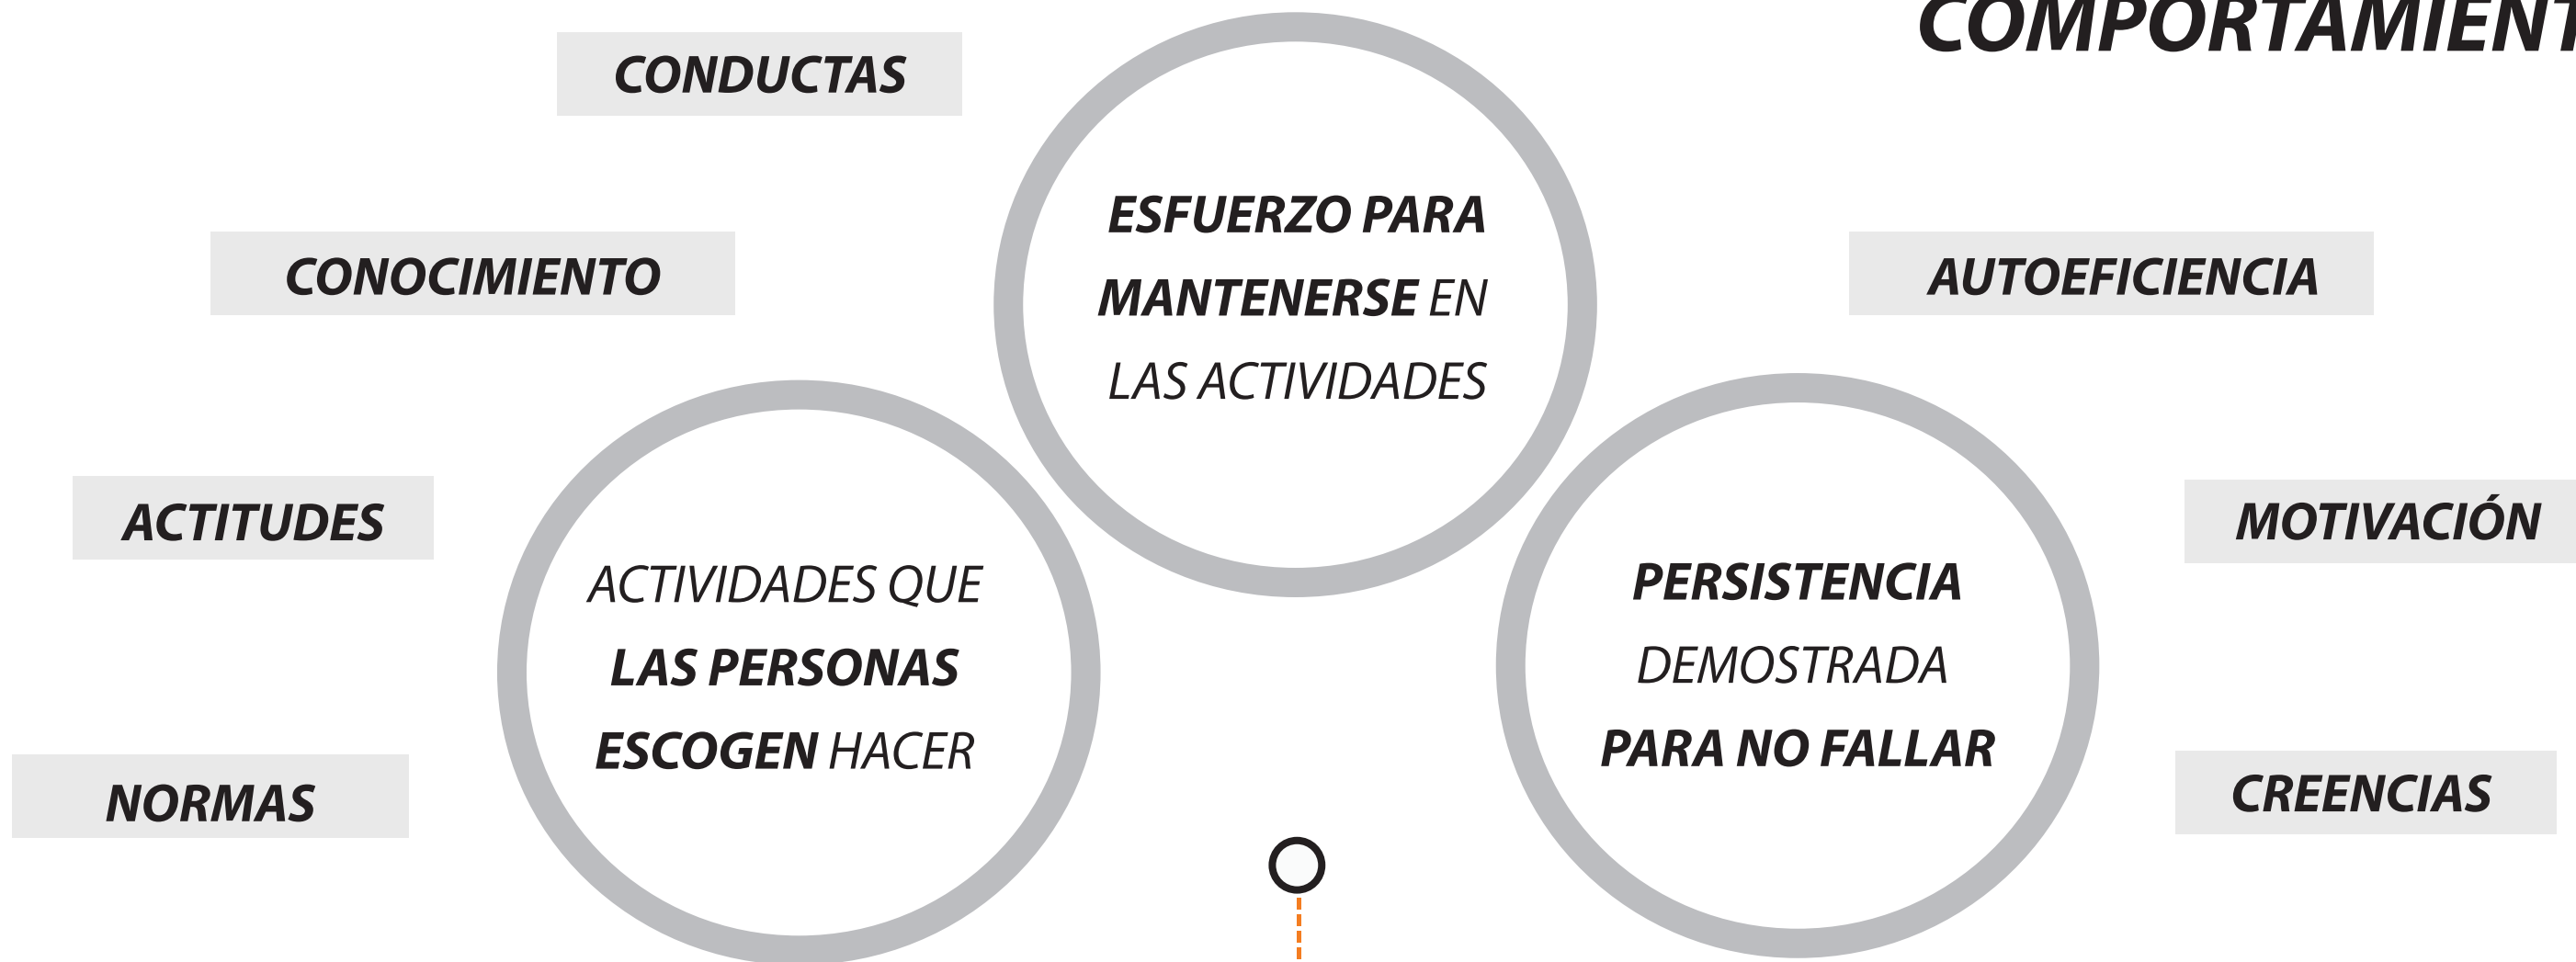 COMPORTAMIENT
CONDUCTAS
ESFUERZO PARA
MANTENERSE EN
LAS ACTIVIDADES
CONOCIMIENTO
AUTOEFICIENCIA
ACTITUDES
MOTIVACIÓN
ACTIVIDADES QUE
LAS PERSONAS
ESCOGEN HACER
PERSISTENCIA
DEMOSTRADA
PARA NO FALLAR
NORMAS
CREENCIAS